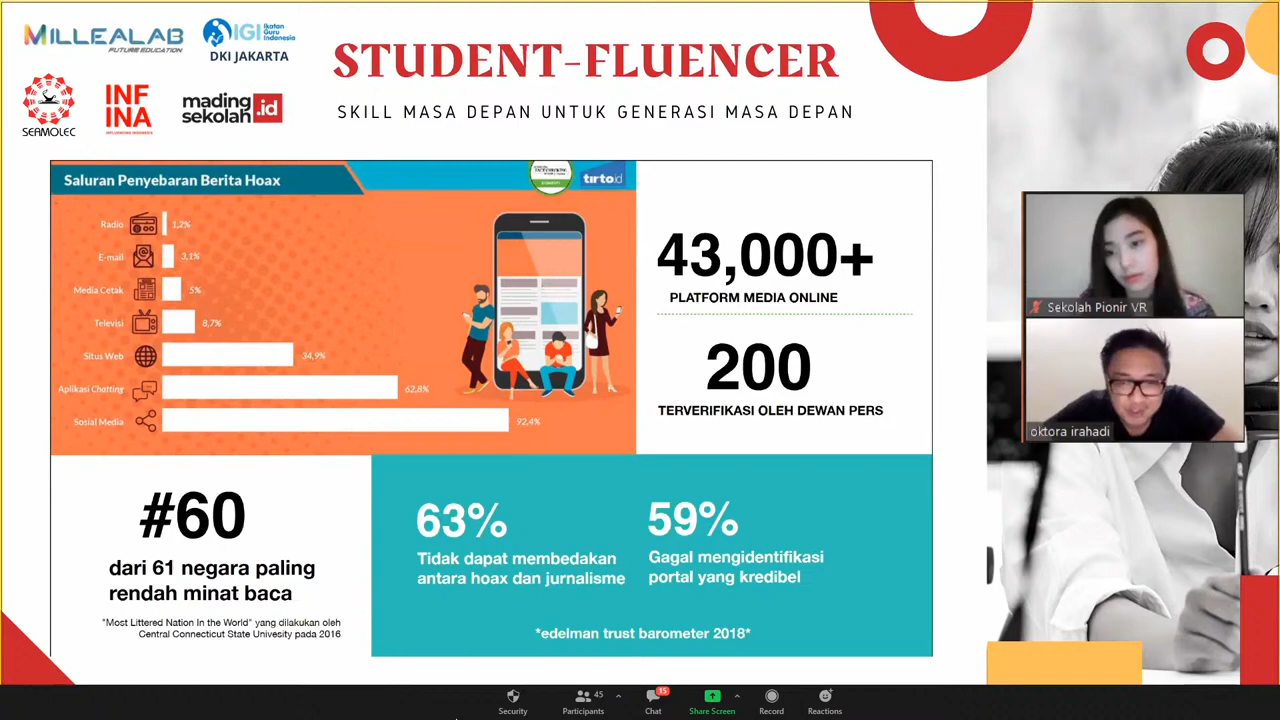 MILLEALAB
FUTURE EDUCATION
IGI Ikatan
Guru
Indonesia
DKI JAKARTA
SEAMOLEC
INF
INA
INFLUENCING INDONESIA
mading
sekolah .id
STUDENT-FLUENCER
SKILL MASA DEPAN UNTUK GENERASI MASA DEPAN
Saluran Penyebaran Berita Hoax
tirto.id
Radio 1,2%
E-mail 3,1%
Media Cetak 5%
Televisi 8,7%
Situs Web 34,9%
Aplikasi Chatting 62,8%
Sosial Media 92,4%
43,000+
PLATFORM MEDIA ONLINE
200
TERVERIFIKASI OLEH DEWAN PERS
#60
dari 61 negara paling
rendah minat baca
"Most Littered Nation In the World" yang dilakukan oleh
Central Connecticut State Univesity pada 2016
63%
Tidak dapat membedakan
antara hoax dan jurnalisme
59%
Gagal mengidentifikasi
portal yang kredibel
*edelman trust barometer 2018*
Sekolah Pionir VR
oktora irahadi
Security
Participants 45
Chat 15
Share Screen
Record
Reactions